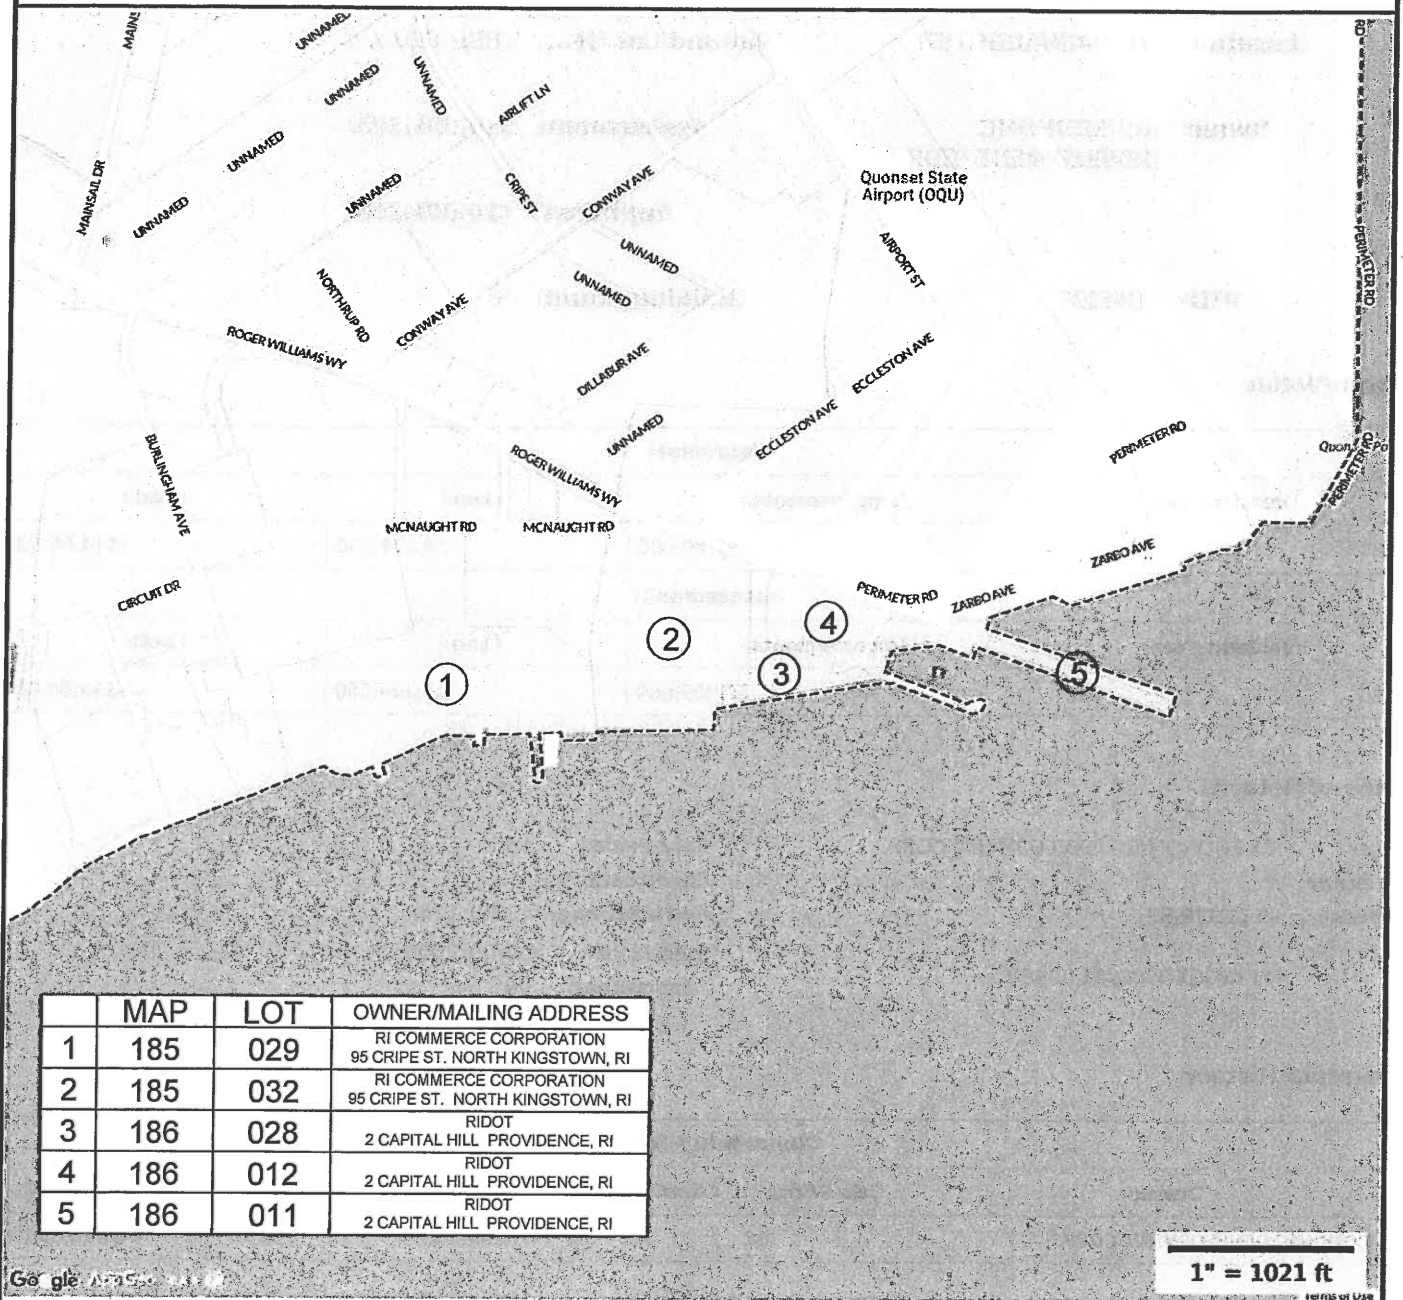 MAINS
UNNAMED
UNNAMED
UNNAMED
AIRLIFT LN
UNNAMED
MAINSAIL DR
UNNAMED
UNNAMED
CRIPE ST
CONWAY AVE
Quonset State
Airport (OQU)
RD
PERIMETER RD
UNNAMED
UNNAMED
AIRPORT ST
NORTHRUP RD
CONWAY AVE
ROGER WILLIAMS WY
DILLABUR AVE
ECCLESTON AVE
ECCLESTON AVE
UNNAMED
PERIMETER RD
PERIMETER RD
BURLINGHAM AVE
ROGER WILLIAMS WY
MCNAUGHT RD
MCNAUGHT RD
ZARBO AVE
CIRCUIT DR
PERIMETER RD
ZARBO AVE
4
2
3
5
1
MAP LOT OWNER/MAILING ADDRESS
1 185 029 RI COMMERCE CORPORATION
95 CRIPE ST. NORTH KINGSTOWN, RI
2 185 032 RI COMMERCE CORPORATION
95 CRIPE ST. NORTH KINGSTOWN, RI
3 186 028 RIDOT
2 CAPITAL HILL PROVIDENCE, RI
4 186 012 RIDOT
2 CAPITAL HILL PROVIDENCE, RI
5 186 011 RIDOT
2 CAPITAL HILL PROVIDENCE, RI
Google
1" = 1021 ft
Terms of Use